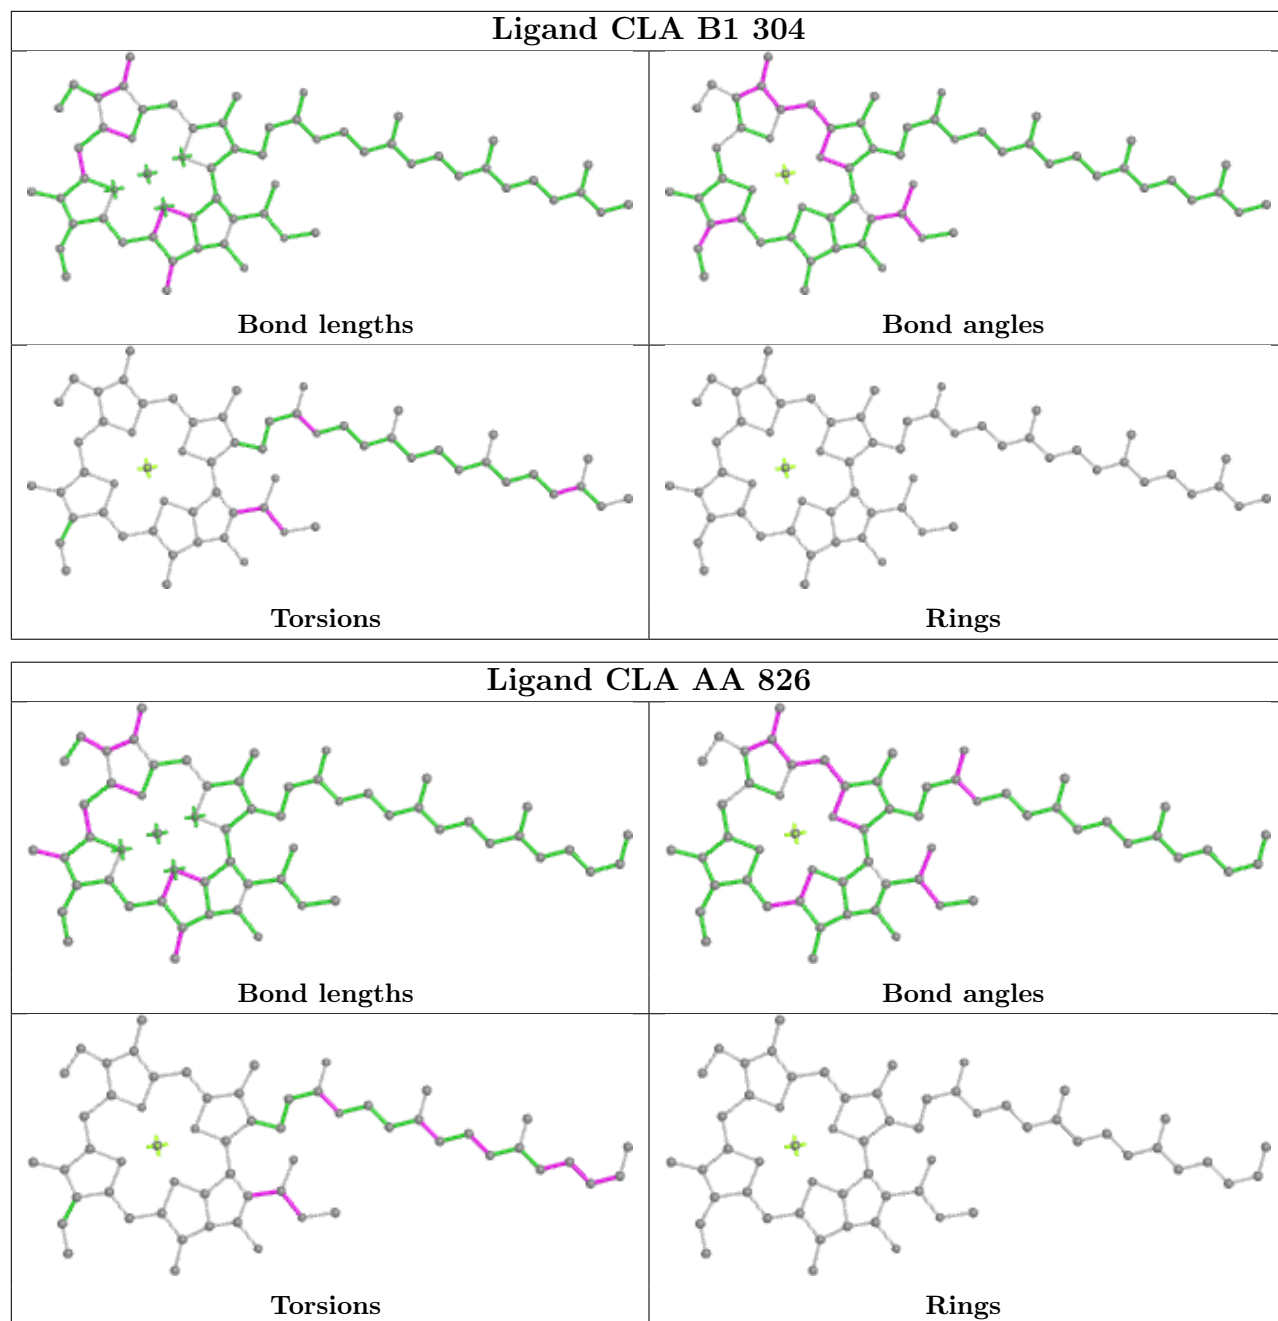 Ligand CLA B1 304
Bond lengths
Bond angles
Torsions
Rings
Ligand CLA AA 826
Bond lengths
Bond angles
Torsions
Rings